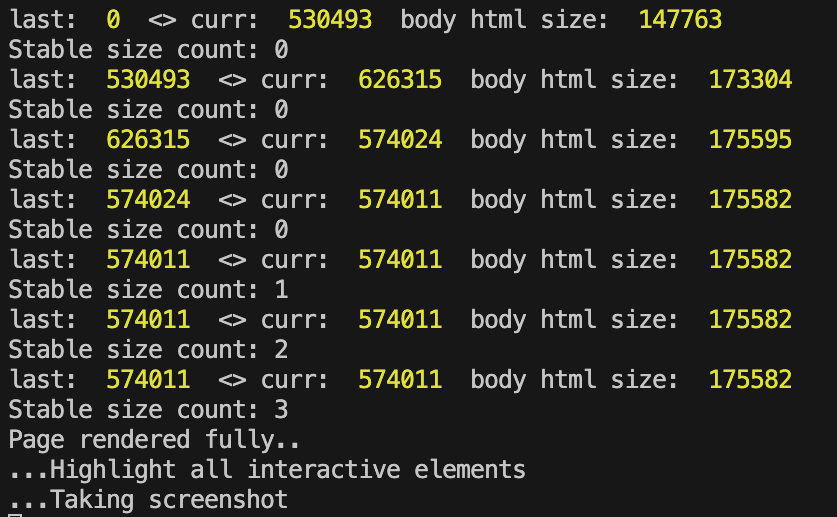 last:  0  <> curr:  530493  body html size:  147763
Stable size count: 0
last:  530493  <> curr:  626315  body html size:  173304
Stable size count: 0
last:  626315  <> curr:  574024  body html size:  175595
Stable size count: 0
last:  574024  <> curr:  574011  body html size:  175582
Stable size count: 0
last:  574011  <> curr:  574011  body html size:  175582
Stable size count: 1
last:  574011  <> curr:  574011  body html size:  175582
Stable size count: 2
last:  574011  <> curr:  574011  body html size:  175582
Stable size count: 3
Page rendered fully..
...Highlight all interactive elements
...Taking screenshot